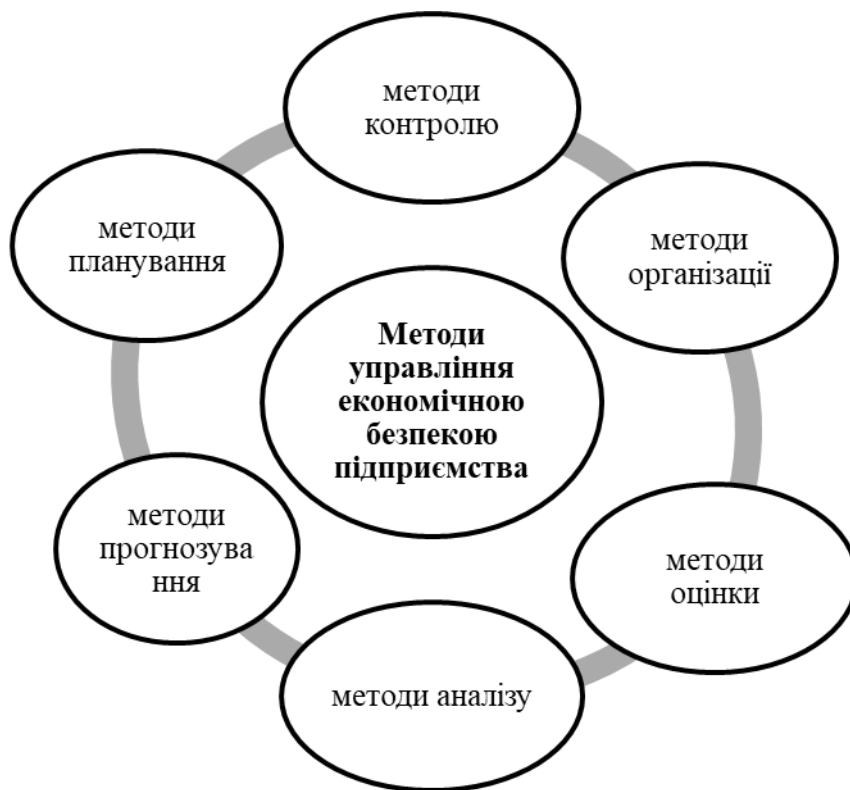 методи
контролю
методи
організації
методи
оцінки
методи аналізу
методи
прогнозува
ння
методи
планування
Методи
управління
економічною
безпекою
підприємства